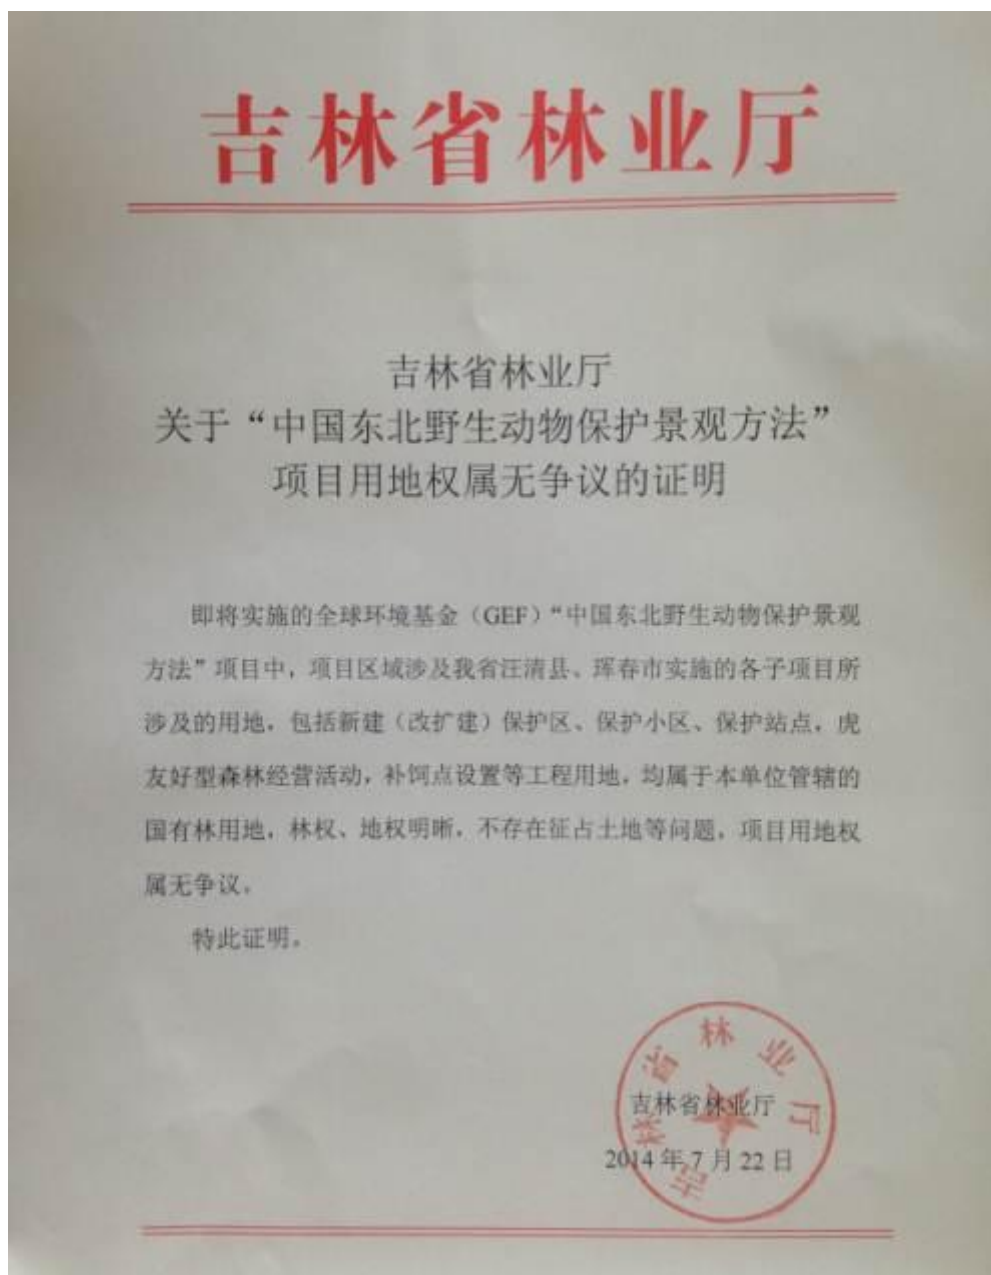 吉林省林业厅
吉林省林业厅
关于“中国东北野生动物保护景观方法”
项目用地权属无争议的证明
即将实施的全球环境基金（GEF）“中国东北野生动物保护景观
方法”项目中，项目区域涉及我省汪清县、珲春市实施的各子项目所
涉及的用地，包括新建（改扩建）保护区、保护小区、保护站点，虎
友好型森林经营活动，补饲点设置等工程用地，均属于本单位管辖的
国有林用地，林权、地权明晰，不存在征占土地等问题，项目用地权
属无争议。
特此证明。
吉林省林业厅
吉林省林业厅
2014年7月22日